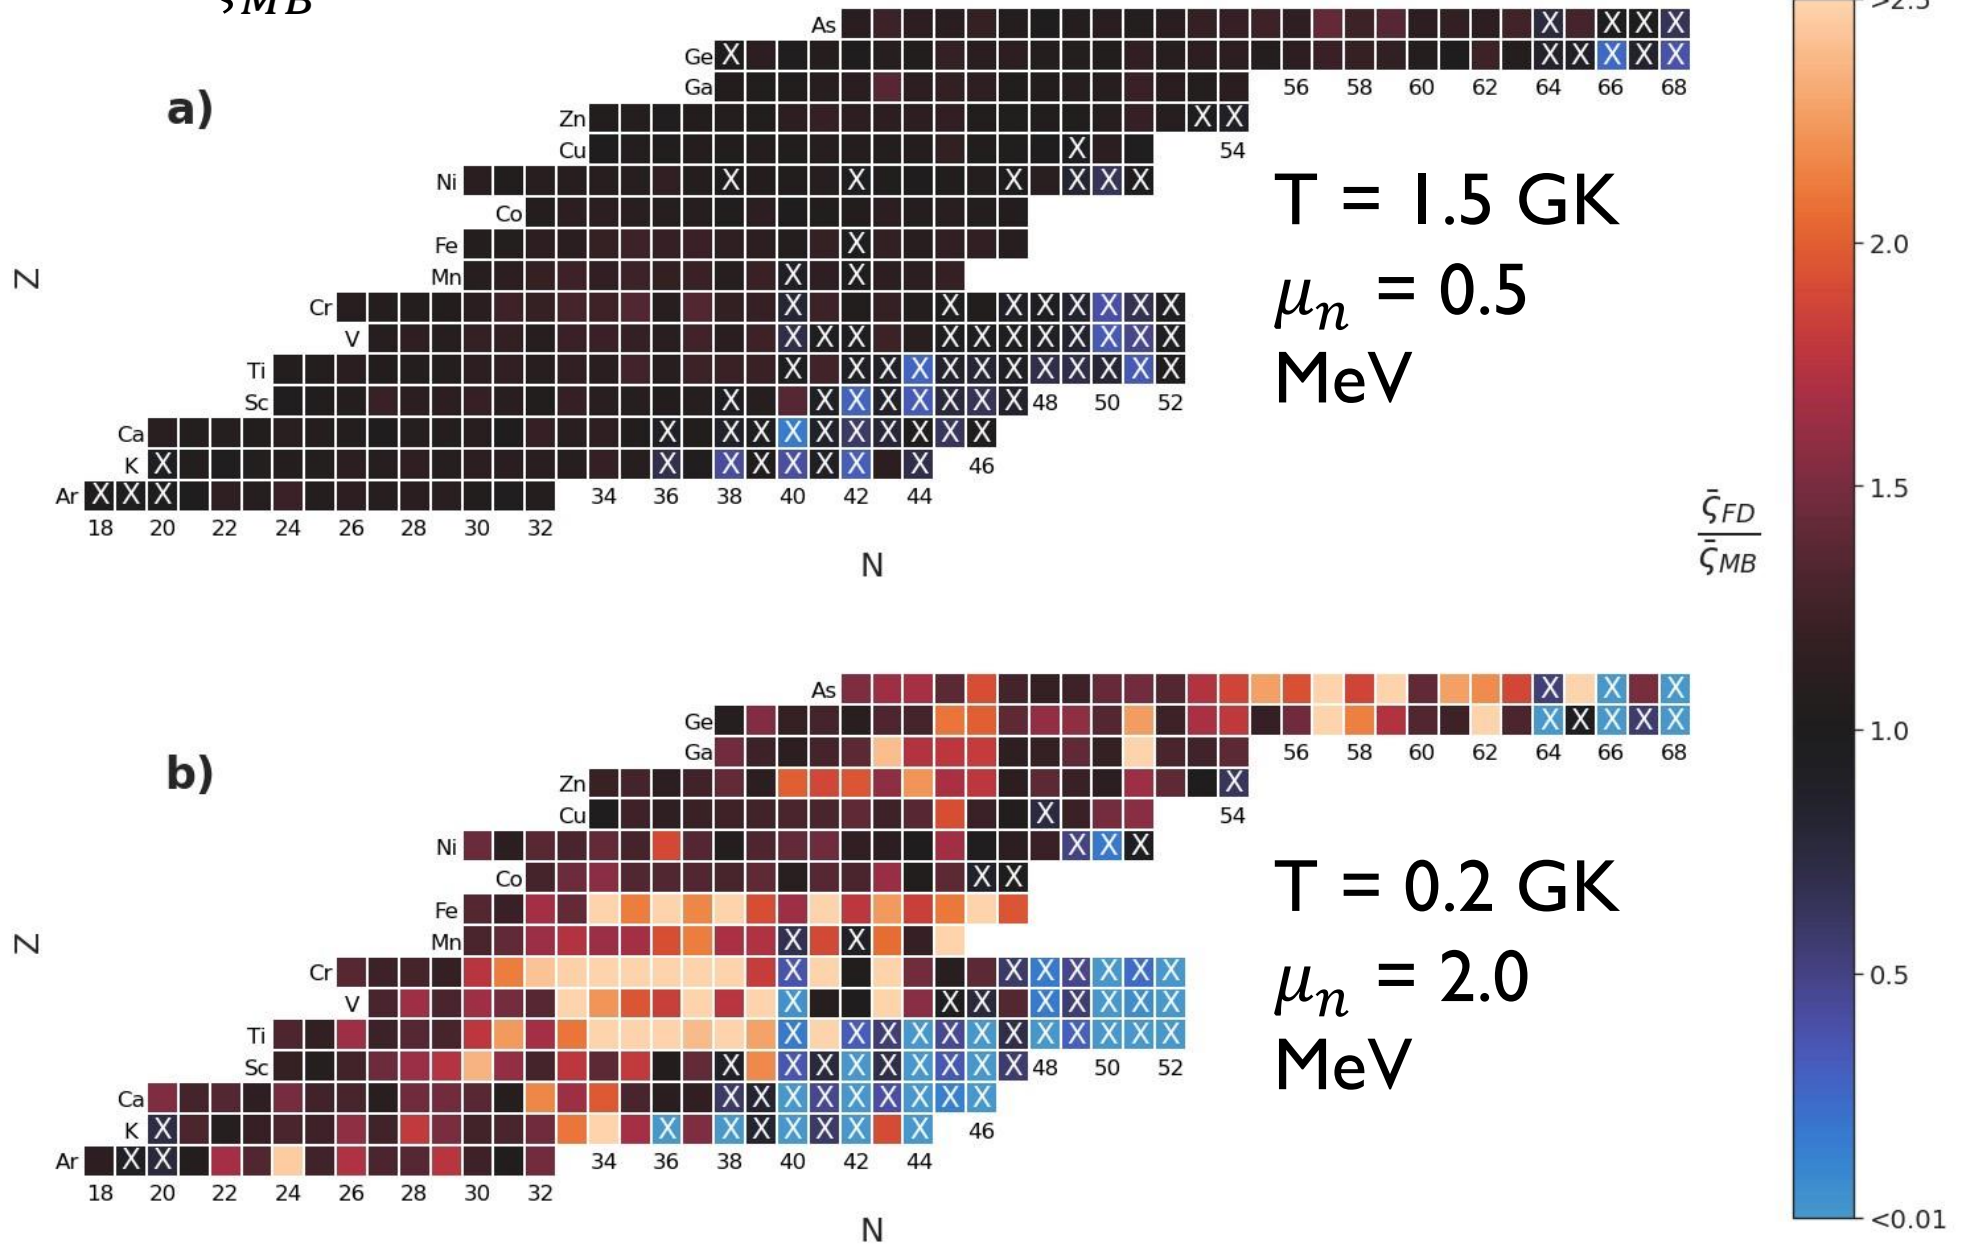 ξMB
>2.5
a)
As
Ge X
Ga
Zn
Cu
Ni
Co
Fe
Mn
Cr
V
Ti
Sc
Ca
K
Ar
56 58 60 62 64 66 68
54
48 50 52
46
34 36 38 40 42 44
18 20 22 24 26 28 30 32
Z
N
T = 1.5 GK
μn = 0.5
MeV
2.0
1.5
ς̄FD
ς̄MB
1.0
0.5
<0.01
b)
As
Ge
Ga
Zn
Cu
Ni
Co
Fe
Mn
Cr
V
Ti
Sc
Ca
K
Ar
56 58 60 62 64 66 68
54
48 50 52
46
34 36 38 40 42 44
18 20 22 24 26 28 30 32
Z
N
T = 0.2 GK
μn = 2.0
MeV